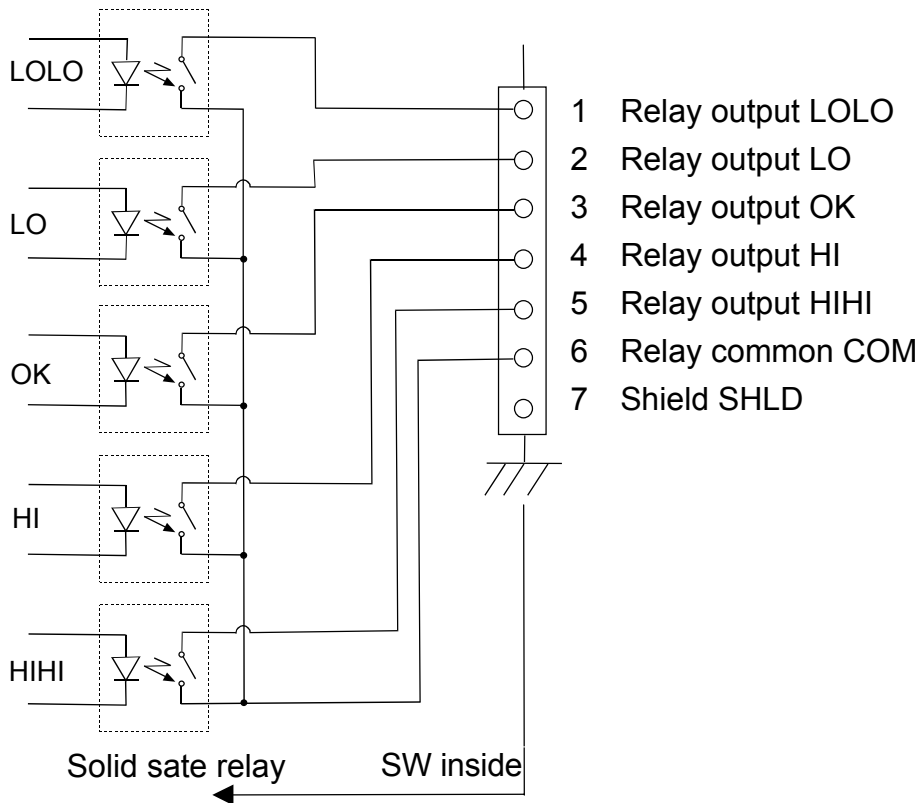 LOLO
LO
OK
HI
HIHI
1 Relay output LOLO
2 Relay output LO
3 Relay output OK
4 Relay output HI
5 Relay output HIHI
6 Relay common COM
7 Shield SHLD
Solid sate relay
SW inside